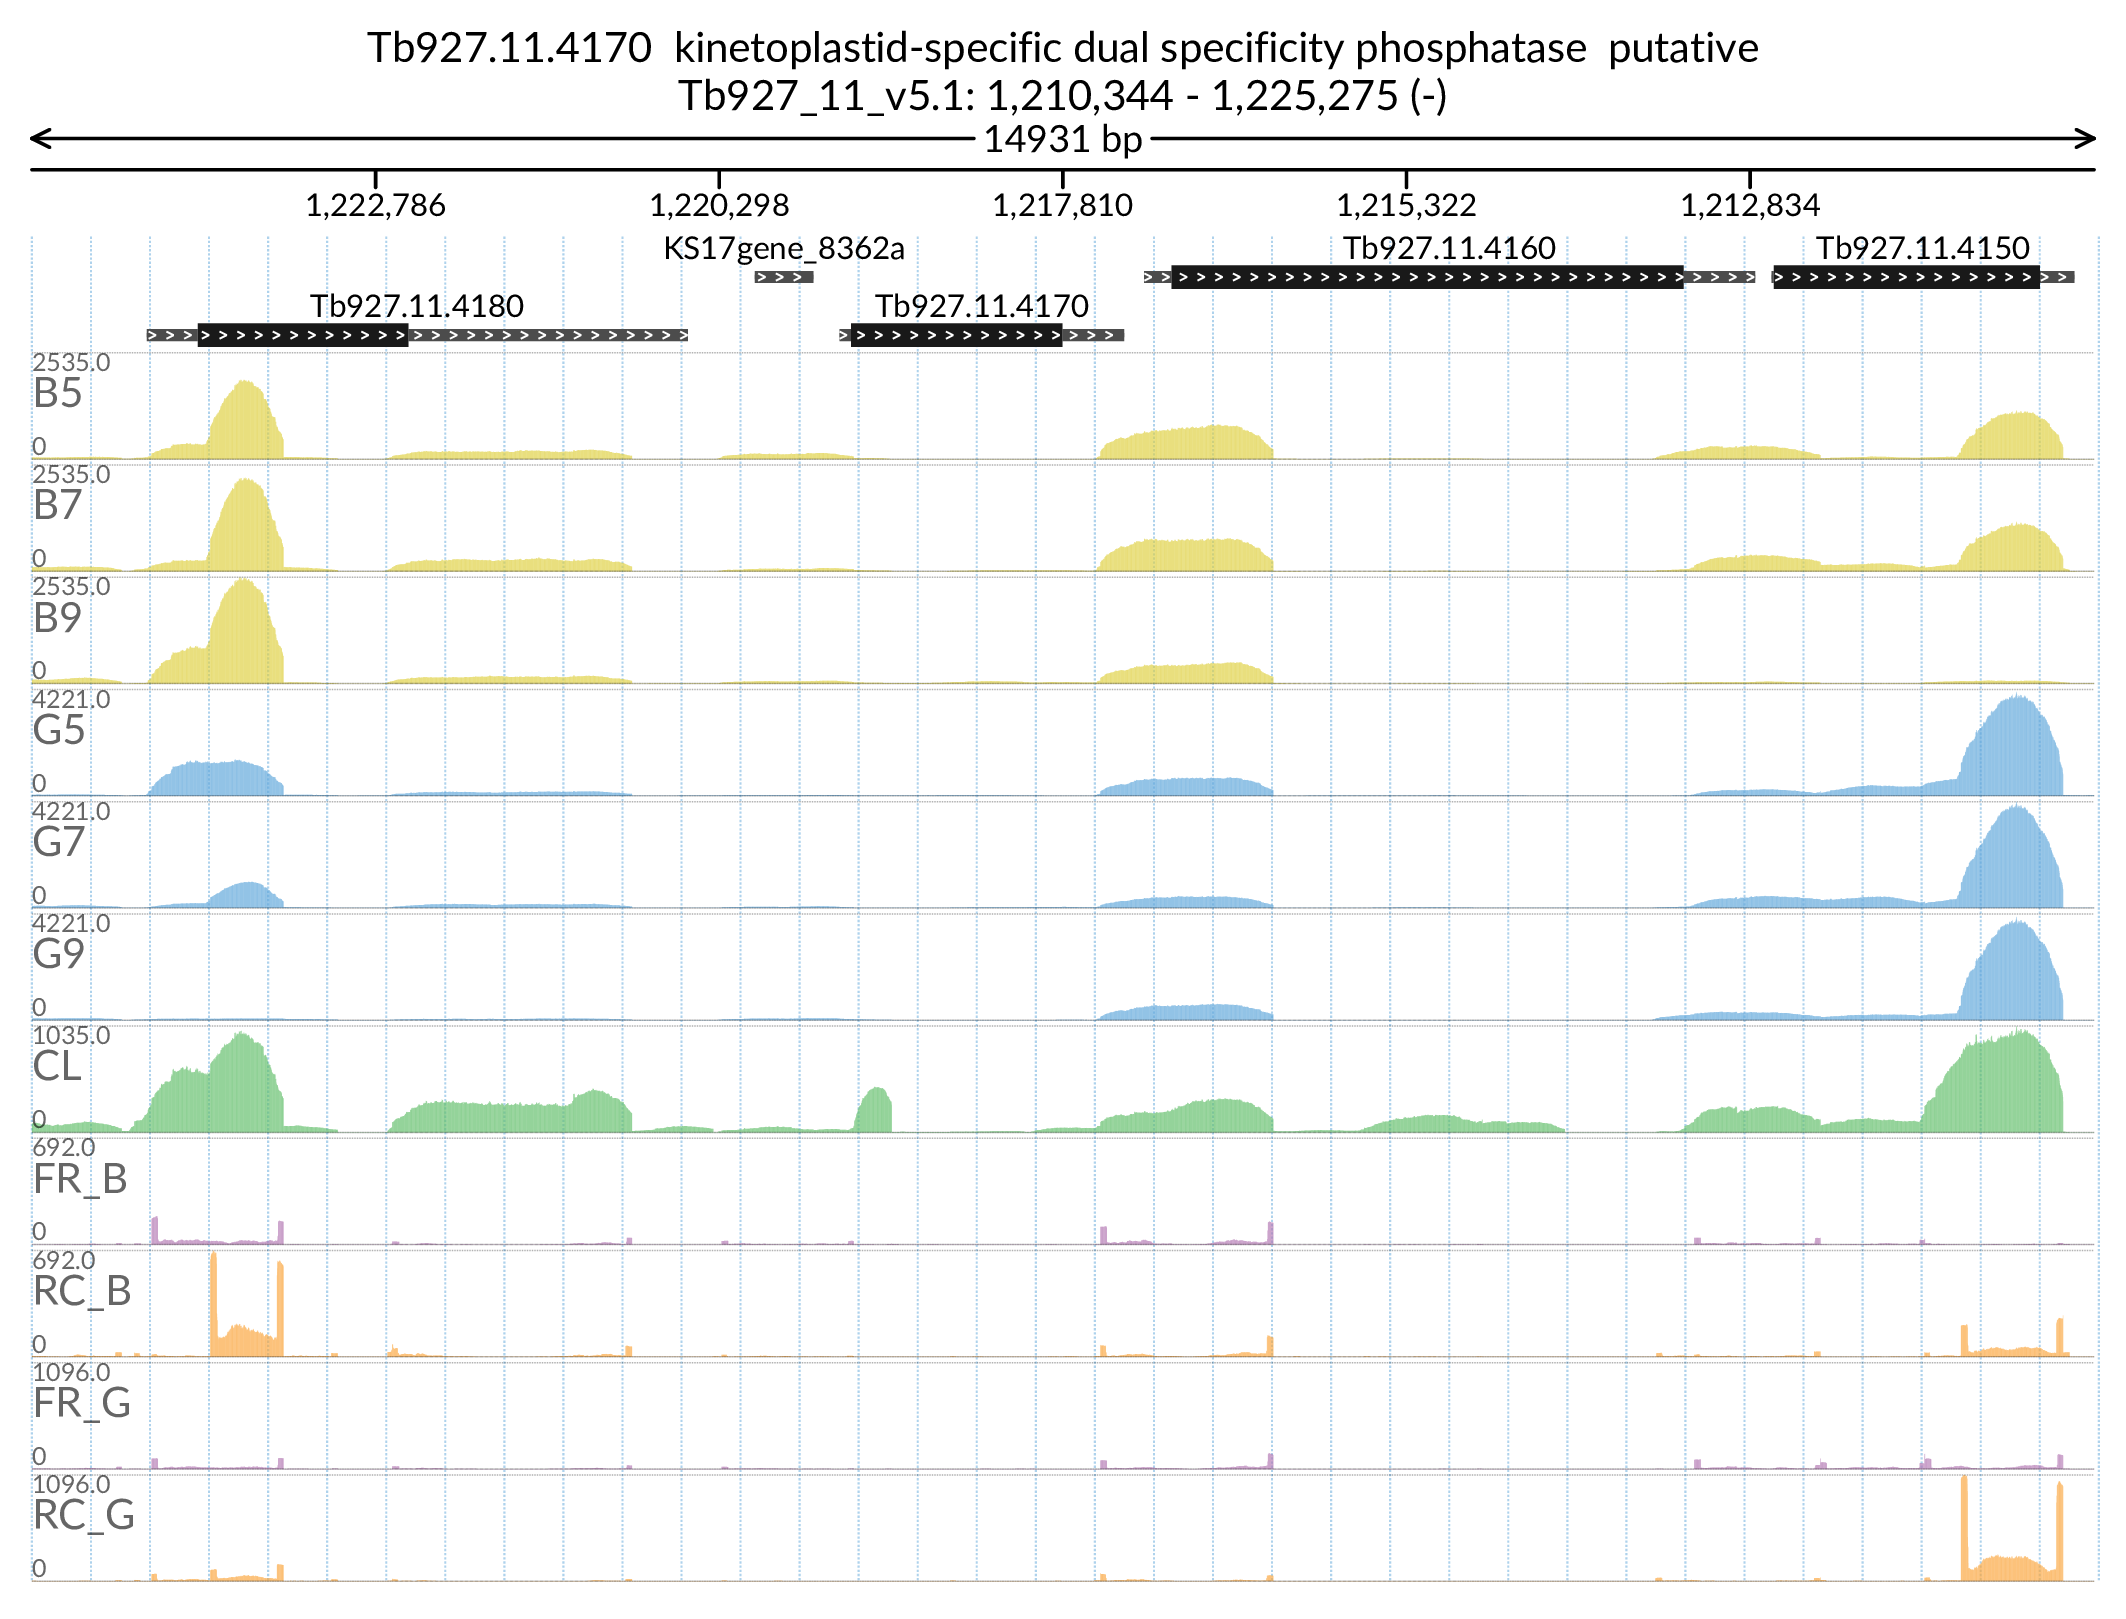 Tb927.11.4170  kinetoplastid-specific dual specificity phosphatase  putative
Tb927_11_v5.1: 1,210,344 - 1,225,275 (-)
14931 bp
1,222,786 1,220,298 1,217,810 1,215,322 1,212,834
KS17gene_8362a Tb927.11.4160 Tb927.11.4150
Tb927.11.4180 Tb927.11.4170
2535.0
B5
0
2535.0
B7
0
2535.0
B9
0
4221.0
G5
0
4221.0
G7
0
4221.0
G9
0
1035.0
CL
0
692.0
FR_B
0
692.0
RC_B
0
1096.0
FR_G
0
1096.0
RC_G
0